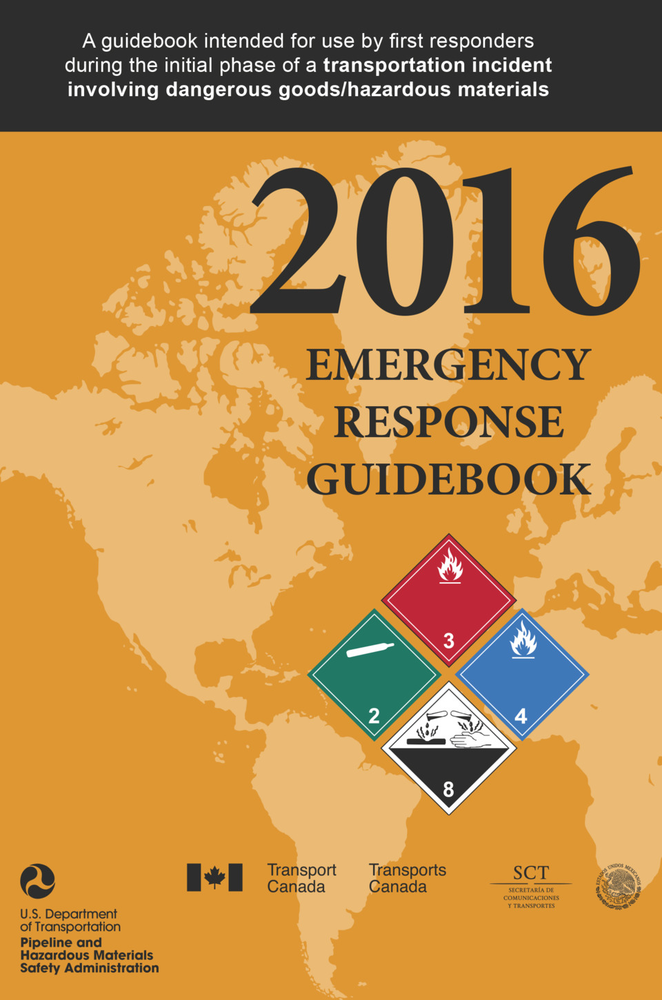 A guidebook intended for use by first responders
during the initial phase of a transportation incident
involving dangerous goods/hazardous materials
2016
EMERGENCY
RESPONSE
GUIDEBOOK
3
2
4
8
U.S. Department
of Transportation
Pipeline and
Hazardous Materials
Safety Administration
Transport
Canada
Transports
Canada
SCT
SECRETARÍA DE
COMUNICACIONES
Y TRANSPORTES
ESTADOS UNIDOS MEXICANOS